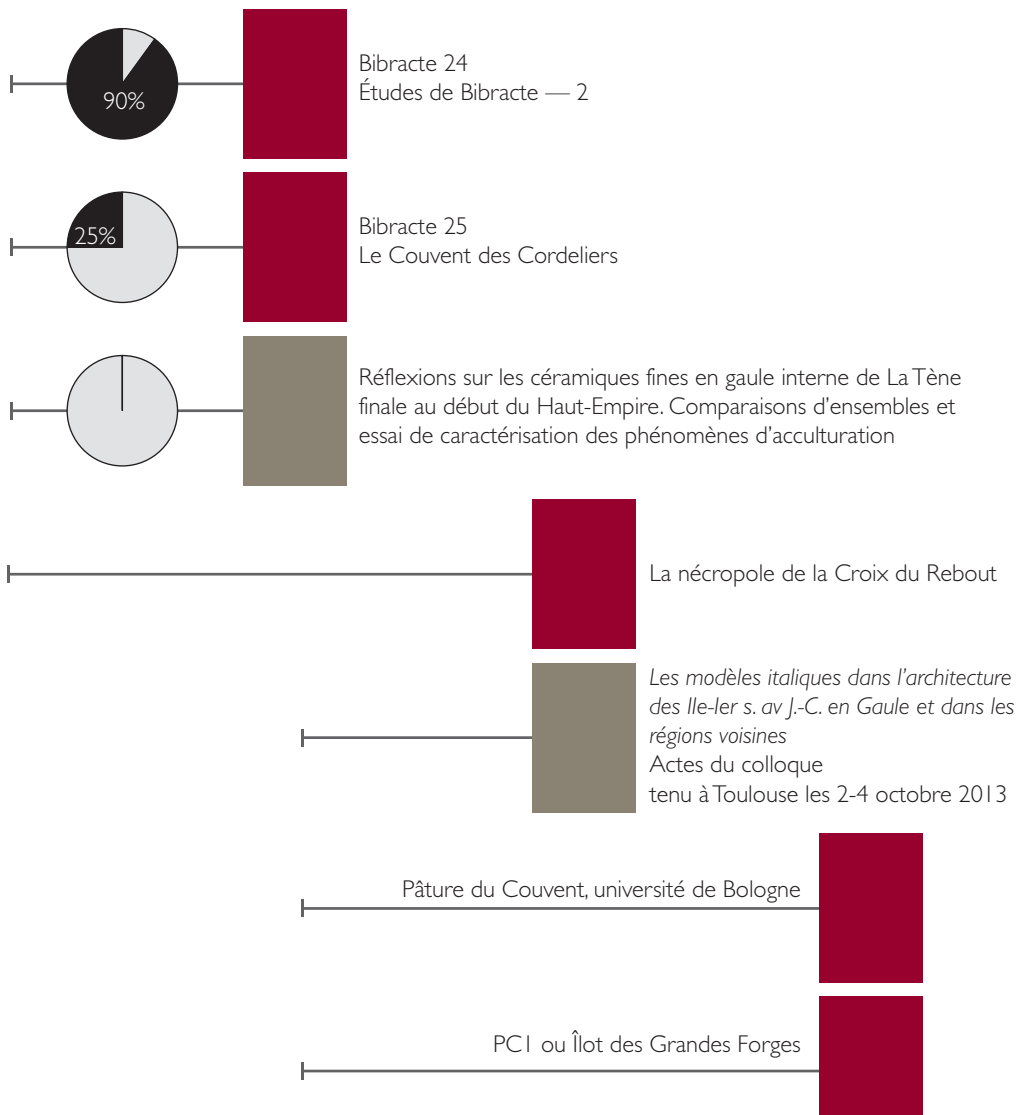 90%
Bibracte 24
Études de Bibracte — 2
25%
Bibracte 25
Le Couvent des Cordeliers
Réflexions sur les céramiques fines en gaule interne de La Tène
finale au début du Haut-Empire. Comparaisons d'ensembles et
essai de caractérisation des phénomènes d'acculturation
La nécropole de la Croix du Rebout
Les modèles italiques dans l'architecture
des IIe-Ier s. av J.-C. en Gaule et dans les
régions voisines
Actes du colloque
tenu à Toulouse les 2-4 octobre 2013
Pâture du Couvent, université de Bologne
PC1 ou Îlot des Grandes Forges